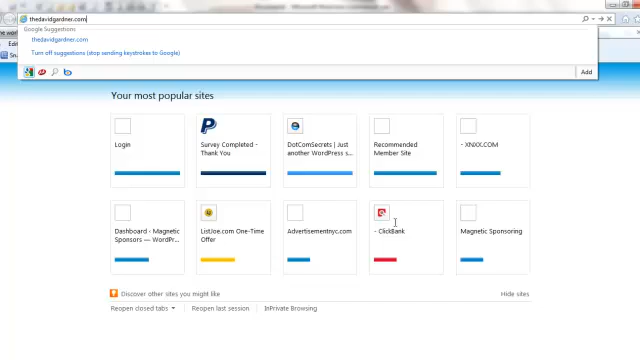 thedavidgardner.com
Google Suggestions
thedavidgardner.com
Turn off suggestions (stop sending keystrokes to Google)
Add
Your most popular sites
Login
Survey Completed - Thank You
DotComSecrets | Just another WordPress s...
Recommended Member Site
- XNXX.COM
Dashboard ‹ Magnetic Sponsors — WordPr...
ListJoe.com One-Time Offer
Advertisementnyc.com
- ClickBank
Magnetic Sponsoring
Discover other sites you might like
Hide sites
Reopen closed tabs
Reopen last session
InPrivate Browsing